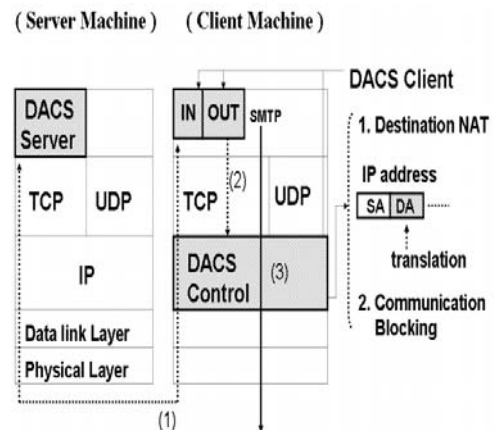 ( Server Machine )
( Client Machine )
DACS Server
IN
OUT
SMTP
DACS Client
TCP
UDP
(2)
TCP
UDP
IP
DACS Control
(3)
Data link Layer
Physical Layer
(1)
1. Destination NAT
IP address
SA
DA
translation
2. Communication
Blocking